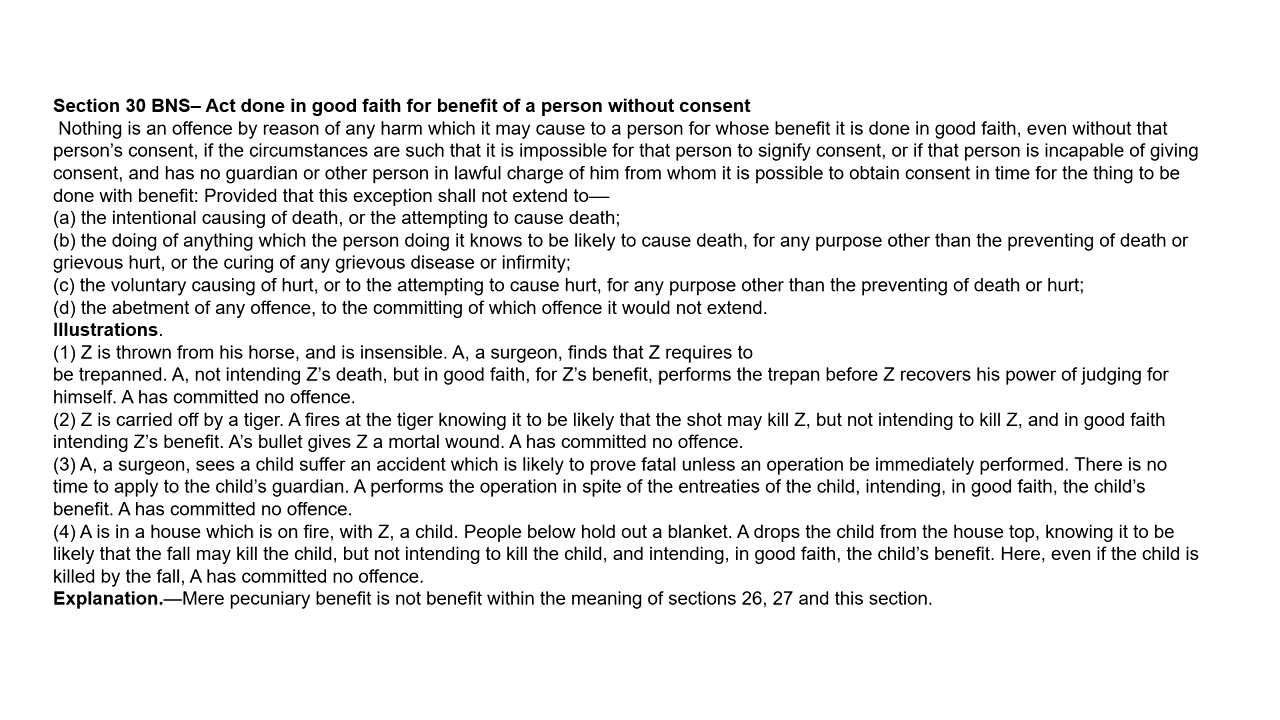 Section 30 BNS– Act done in good faith for benefit of a person without consent
Nothing is an offence by reason of any harm which it may cause to a person for whose benefit it is done in good faith, even without that
person’s consent, if the circumstances are such that it is impossible for that person to signify consent, or if that person is incapable of giving
consent, and has no guardian or other person in lawful charge of him from whom it is possible to obtain consent in time for the thing to be
done with benefit: Provided that this exception shall not extend to––
(a) the intentional causing of death, or the attempting to cause death;
(b) the doing of anything which the person doing it knows to be likely to cause death, for any purpose other than the preventing of death or
grievous hurt, or the curing of any grievous disease or infirmity;
(c) the voluntary causing of hurt, or to the attempting to cause hurt, for any purpose other than the preventing of death or hurt;
(d) the abetment of any offence, to the committing of which offence it would not extend.
Illustrations.
(1) Z is thrown from his horse, and is insensible. A, a surgeon, finds that Z requires to
be trepanned. A, not intending Z’s death, but in good faith, for Z’s benefit, performs the trepan before Z recovers his power of judging for
himself. A has committed no offence.
(2) Z is carried off by a tiger. A fires at the tiger knowing it to be likely that the shot may kill Z, but not intending to kill Z, and in good faith
intending Z’s benefit. A’s bullet gives Z a mortal wound. A has committed no offence.
(3) A, a surgeon, sees a child suffer an accident which is likely to prove fatal unless an operation be immediately performed. There is no
time to apply to the child’s guardian. A performs the operation in spite of the entreaties of the child, intending, in good faith, the child’s
benefit. A has committed no offence.
(4) A is in a house which is on fire, with Z, a child. People below hold out a blanket. A drops the child from the house top, knowing it to be
likely that the fall may kill the child, but not intending to kill the child, and intending, in good faith, the child’s benefit. Here, even if the child is
killed by the fall, A has committed no offence.
Explanation.—Mere pecuniary benefit is not benefit within the meaning of sections 26, 27 and this section.